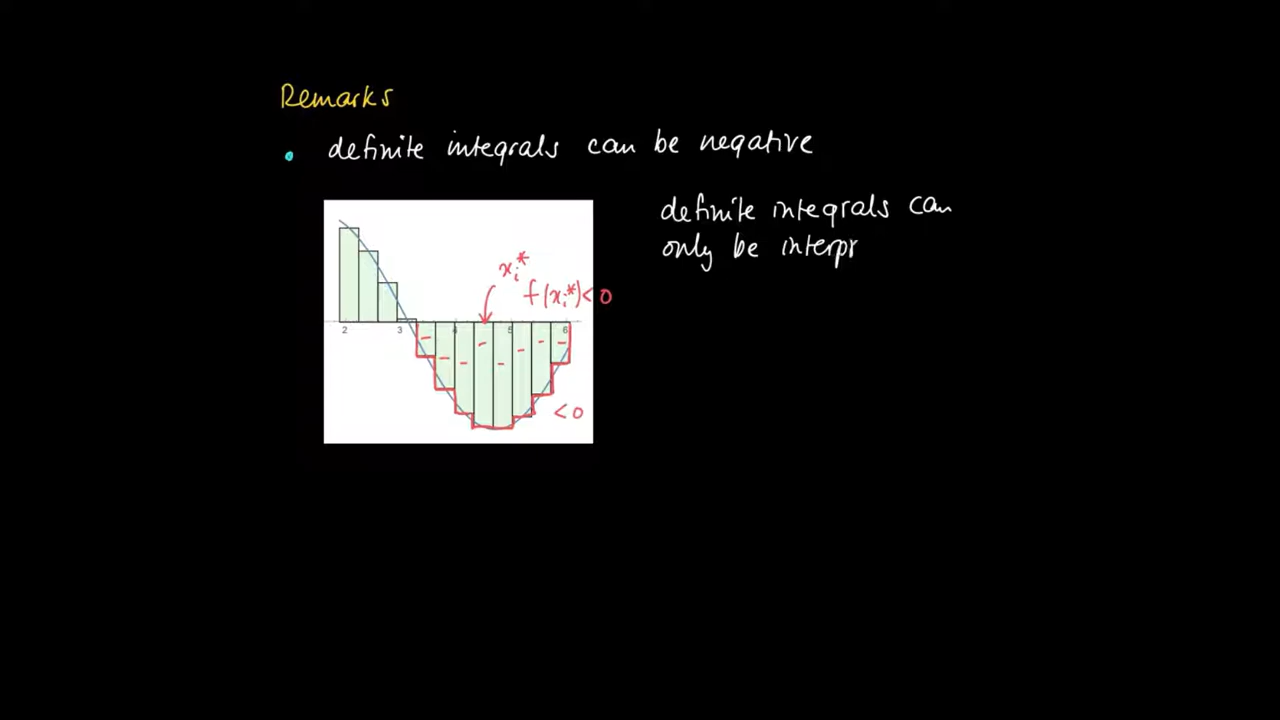 Remarks
• definite integrals can be negative
definite integrals can
only be interpr
x_i^*
f(x_i^*) < 0
2 3 4 5 6
< 0